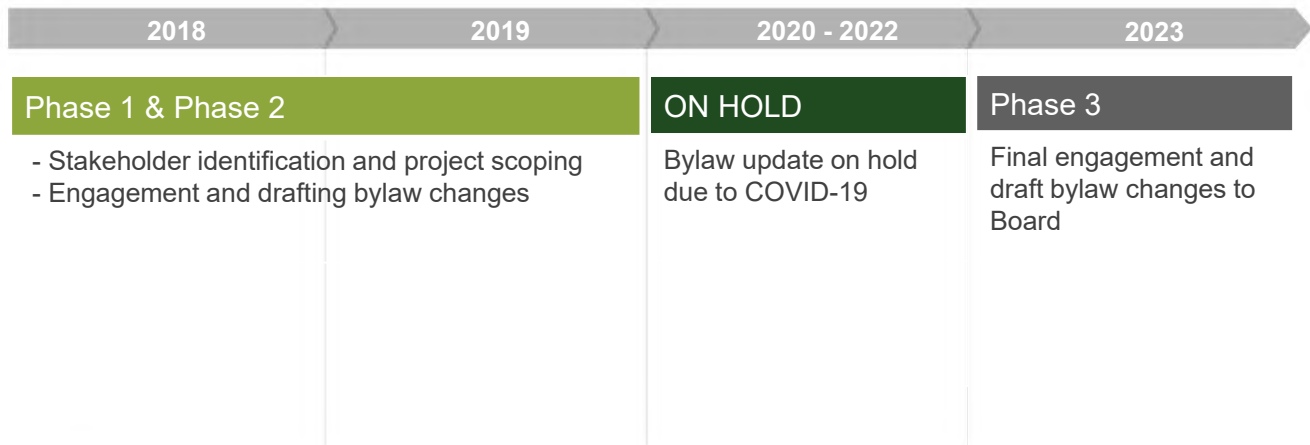 2018
2019
2020 - 2022
2023
Phase 1 & Phase 2
- Stakeholder identification and project scoping
- Engagement and drafting bylaw changes
ON HOLD
Bylaw update on hold
due to COVID-19
Phase 3
Final engagement and
draft bylaw changes to
Board